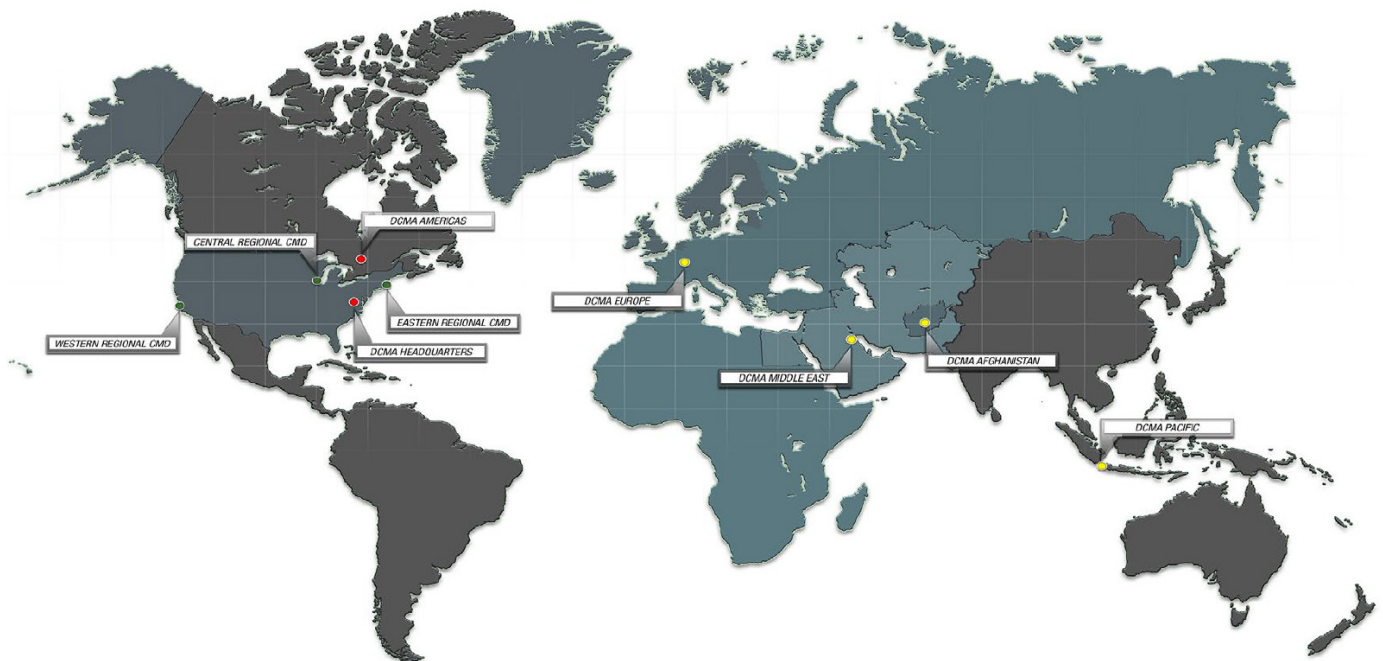 DCMA AMERICAS
CENTRAL REGIONAL CMD
DCMA EUROPE
EASTERN REGIONAL CMD
WESTERN REGIONAL CMD
DCMA HEADQUARTERS
DCMA AFGHANISTAN
DCMA MIDDLE EAST
DCMA PACIFIC